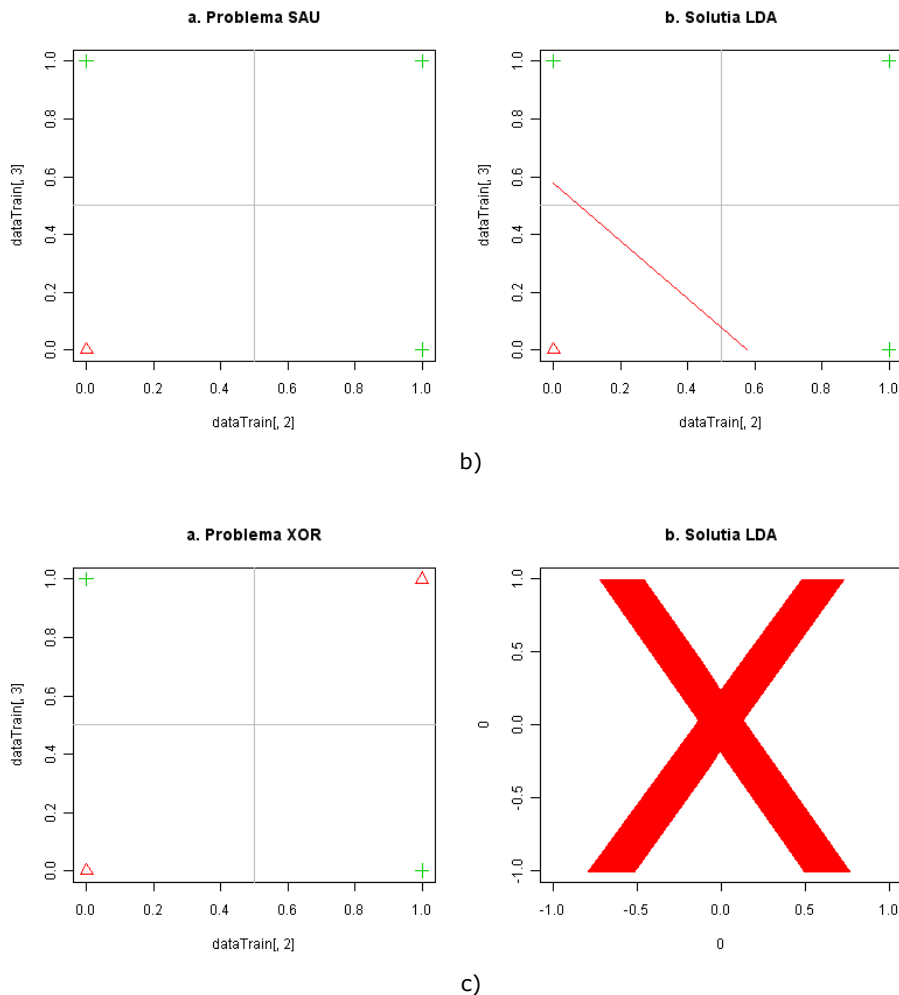 a. Problema SAU
b. Solutia LDA
dataTrain[, 3]
0.0 0.2 0.4 0.6 0.8 1.0
0.0 0.2 0.4 0.6 0.8 1.0
dataTrain[, 2]
dataTrain[, 3]
0.0 0.2 0.4 0.6 0.8 1.0
0.0 0.2 0.4 0.6 0.8 1.0
dataTrain[, 2]
b)
a. Problema XOR
b. Solutia LDA
dataTrain[, 3]
0.0 0.2 0.4 0.6 0.8 1.0
0.0 0.2 0.4 0.6 0.8 1.0
dataTrain[, 2]
0
-1.0 -0.5 0.0 0.5 1.0
X
-1.0 -0.5 0.0 0.5 1.0
0
c)